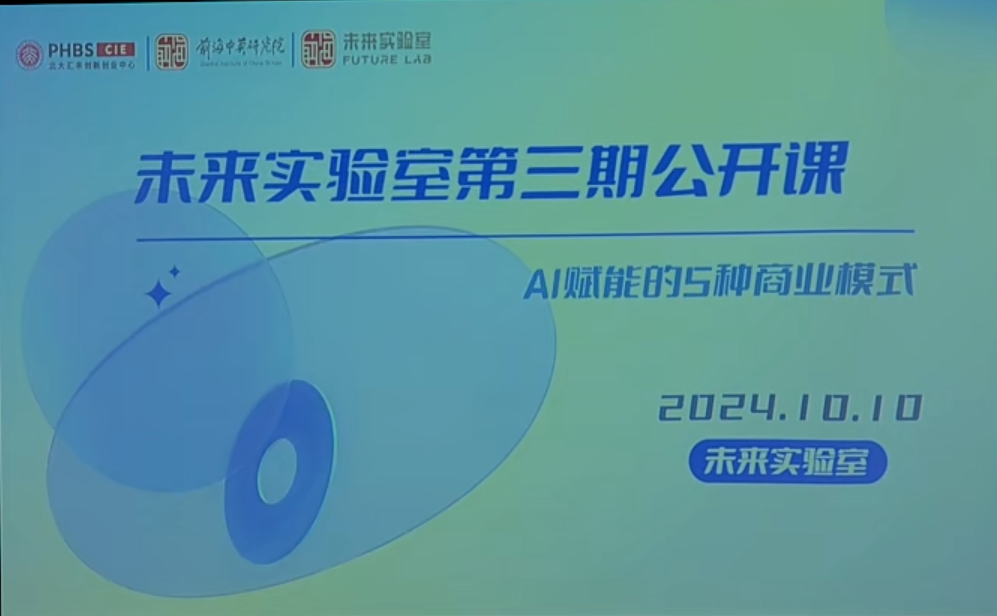 PHBS CIE
北大汇丰创新创业中心
前海中英研究院
未来实验室
FUTURE LAB
未来实验室第三期公开课
AI赋能的5种商业模式
2024.10.10
未来实验室